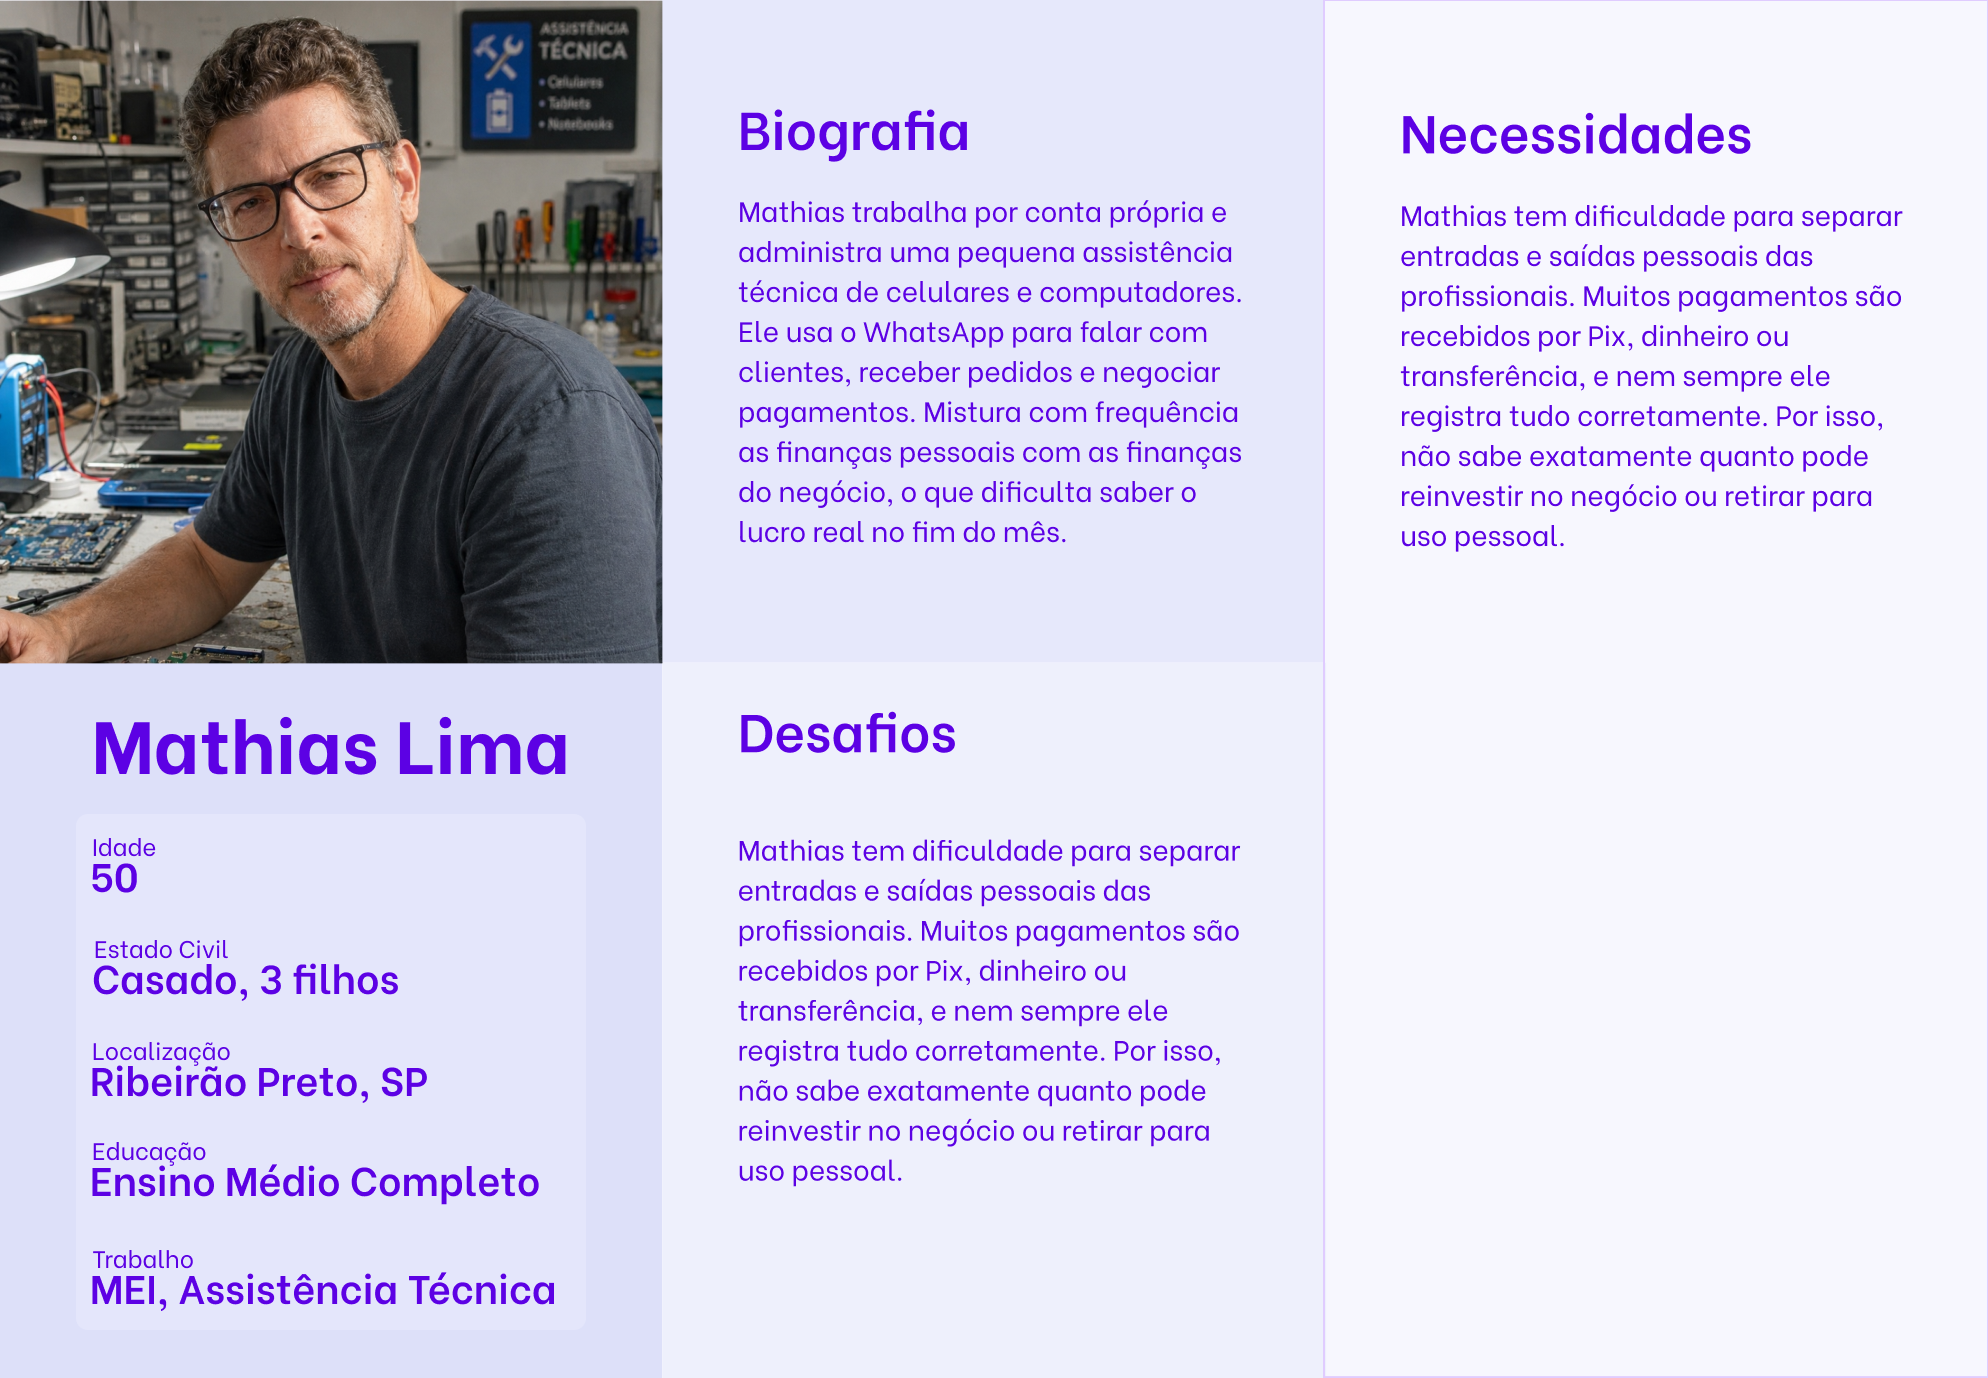 ASSISTÊNCIA
TÉCNICA
• Celulares
• Tablets
• Notebooks
Mathias Lima
Idade
50
Estado Civil
Casado, 3 filhos
Localização
Ribeirão Preto, SP
Educação
Ensino Médio Completo
Trabalho
MEI, Assistência Técnica
Biografia
Mathias trabalha por conta própria e
administra uma pequena assistência
técnica de celulares e computadores.
Ele usa o WhatsApp para falar com
clientes, receber pedidos e negociar
pagamentos. Mistura com frequência
as finanças pessoais com as finanças
do negócio, o que dificulta saber o
lucro real no fim do mês.
Desafios
Mathias tem dificuldade para separar
entradas e saídas pessoais das
profissionais. Muitos pagamentos são
recebidos por Pix, dinheiro ou
transferência, e nem sempre ele
registra tudo corretamente. Por isso,
não sabe exatamente quanto pode
reinvestir no negócio ou retirar para
uso pessoal.
Necessidades
Mathias tem dificuldade para separar
entradas e saídas pessoais das
profissionais. Muitos pagamentos são
recebidos por Pix, dinheiro ou
transferência, e nem sempre ele
registra tudo corretamente. Por isso,
não sabe exatamente quanto pode
reinvestir no negócio ou retirar para
uso pessoal.